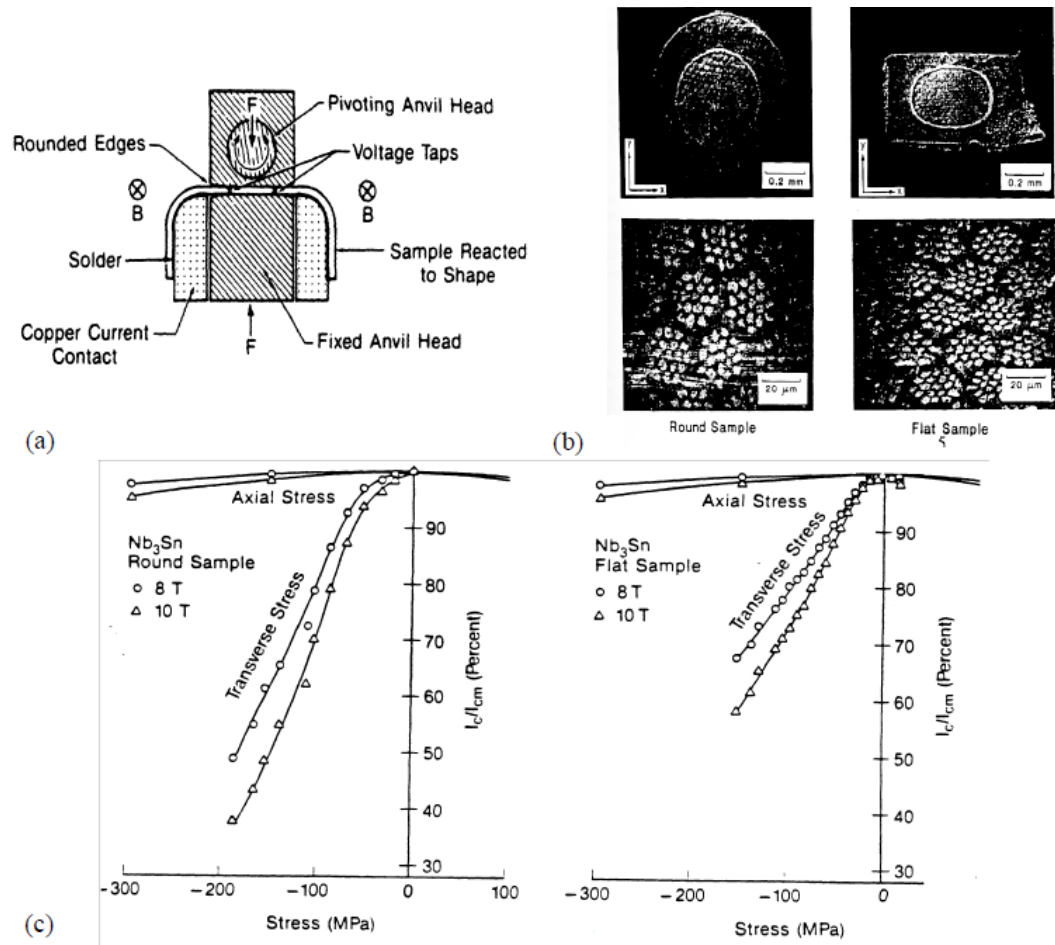 F
Pivoting Anvil Head
Rounded Edges
Voltage Taps
B
B
Solder
Sample Reacted
to Shape
Copper Current
Contact
Fixed Anvil Head
F
(a)
y
x
0.2 mm
y
x
0.2 mm
20 μm
20 μm
Round Sample
Flat Sample
(b)
Axial Stress
Nb₃Sn
Round Sample
○ 8 T
△ 10 T
Transverse Stress
90
80
70
60
50
40
30
Ic/Icm (Percent)
-300
-200
-100
0
100
Stress (MPa)
Axial Stress
Nb₃Sn
Flat Sample
○ 8 T
△ 10 T
Transverse Stress
90
80
70
60
50
40
30
Ic/Icm (Percent)
-300
-200
-100
0
Stress (MPa)
(c)